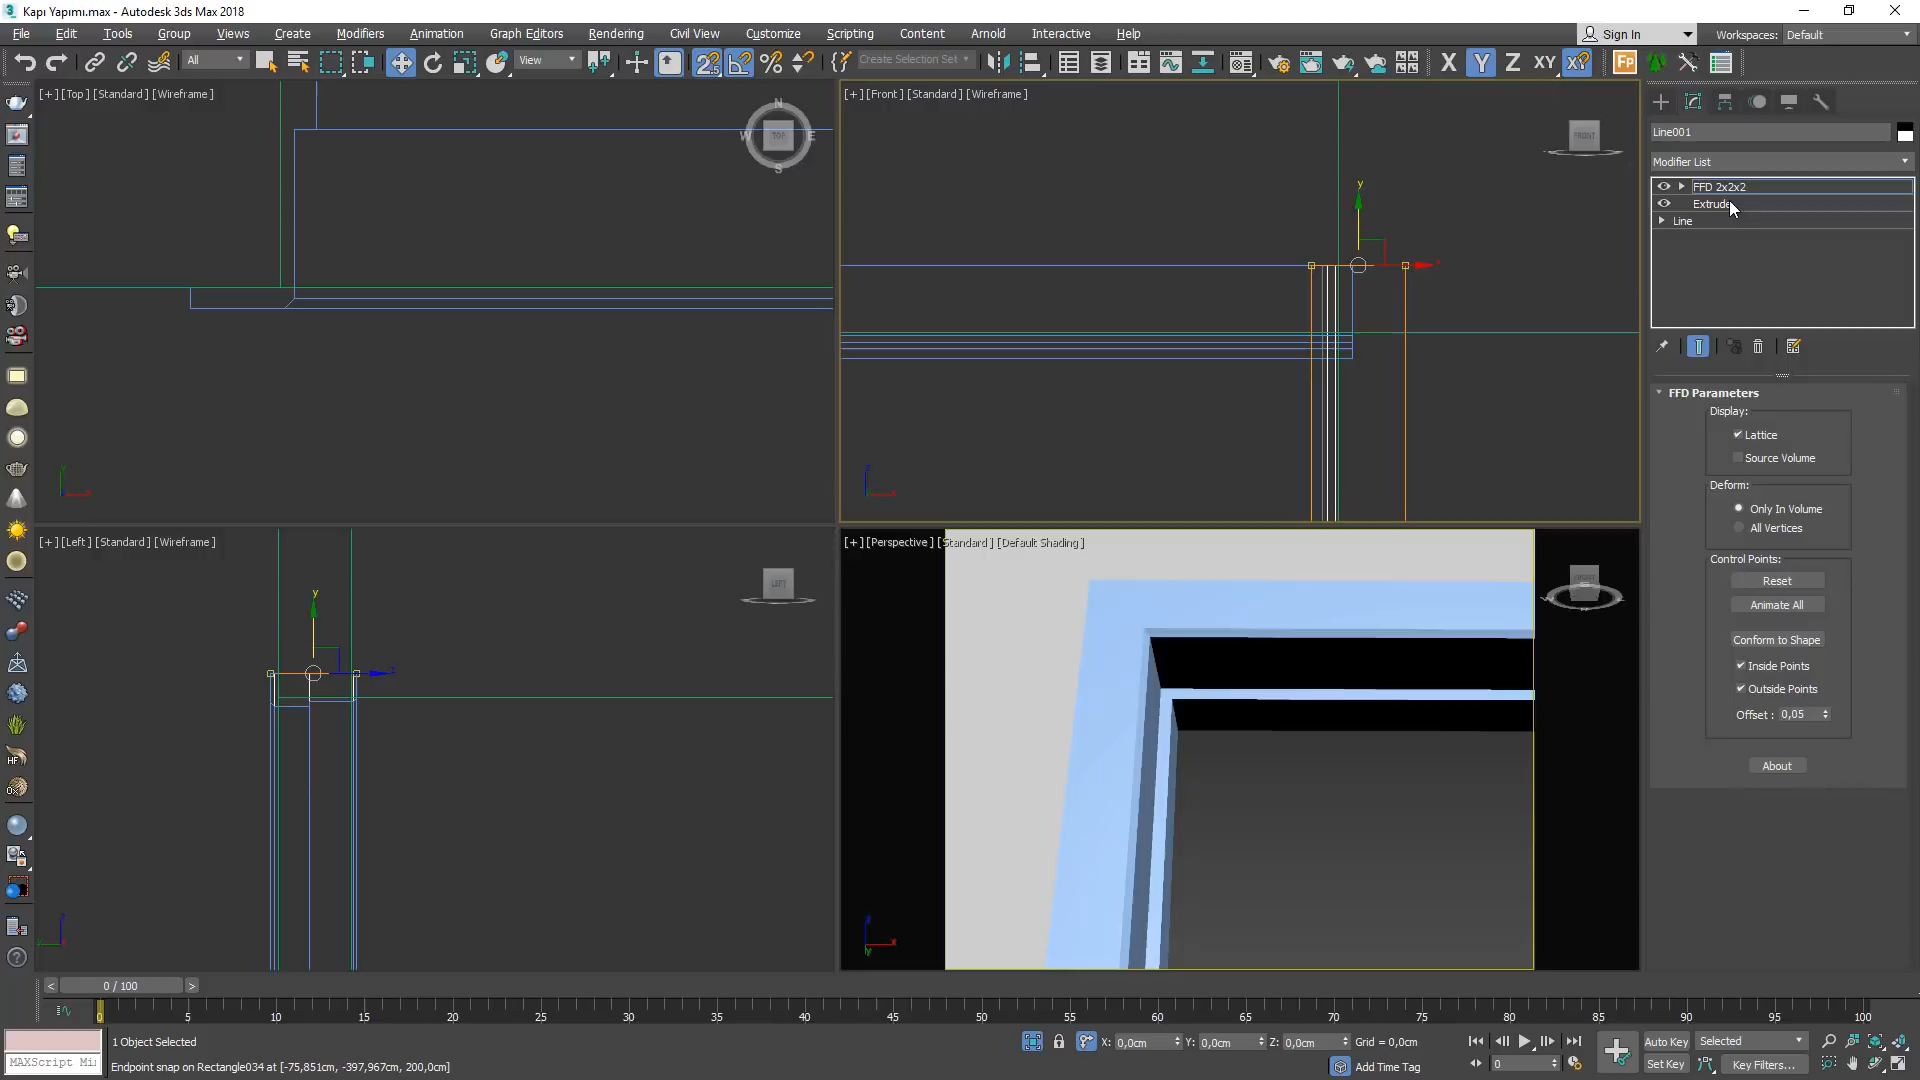 Kapı Yapımı.max - Autodesk 3ds Max 2018
File Edit Tools Group Views Create Modifiers Animation Graph Editors Rendering Civil View Customize Scripting Content Arnold Interactive Help
Sign In Workspaces: Default
All View Create Selection Set X Y Z XY
[+] [Top] [Standard] [Wireframe]
N
W TOP E
S
[+] [Front] [Standard] [Wireframe]
FRONT
y
x
[+] [Left] [Standard] [Wireframe]
LEFT
y
z
[+] [Perspective] [Standard] [Default Shading]
Line001
Modifier List
FFD 2x2x2
Extrude
Line
FFD Parameters
Display:
Lattice
Source Volume
Deform:
Only In Volume
All Vertices
Control Points:
Reset
Animate All
Conform to Shape
Inside Points
Outside Points
Offset : 0,05
About
< 0 / 100 >
0 5 10 15 20 25 30 35 40 45 50 55 60 65 70 75 80 85 90 95 100
1 Object Selected X: 0,0cm Y: 0,0cm Z: 0,0cm Grid = 0,0cm Auto Key Selected
MAXScript Mi Endpoint snap on Rectangle034 at [-75,851cm, -397,967cm, 200,0cm] Add Time Tag 0 Set Key Key Filters...